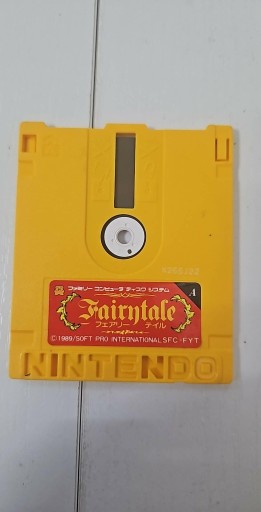 ファミリー コンピュータ ディスク システム
A
Fairytale
フェアリー テイル
Ⓒ1989/SOFT PRO INTERNATIONAL SFC-FYT
NINTENDO